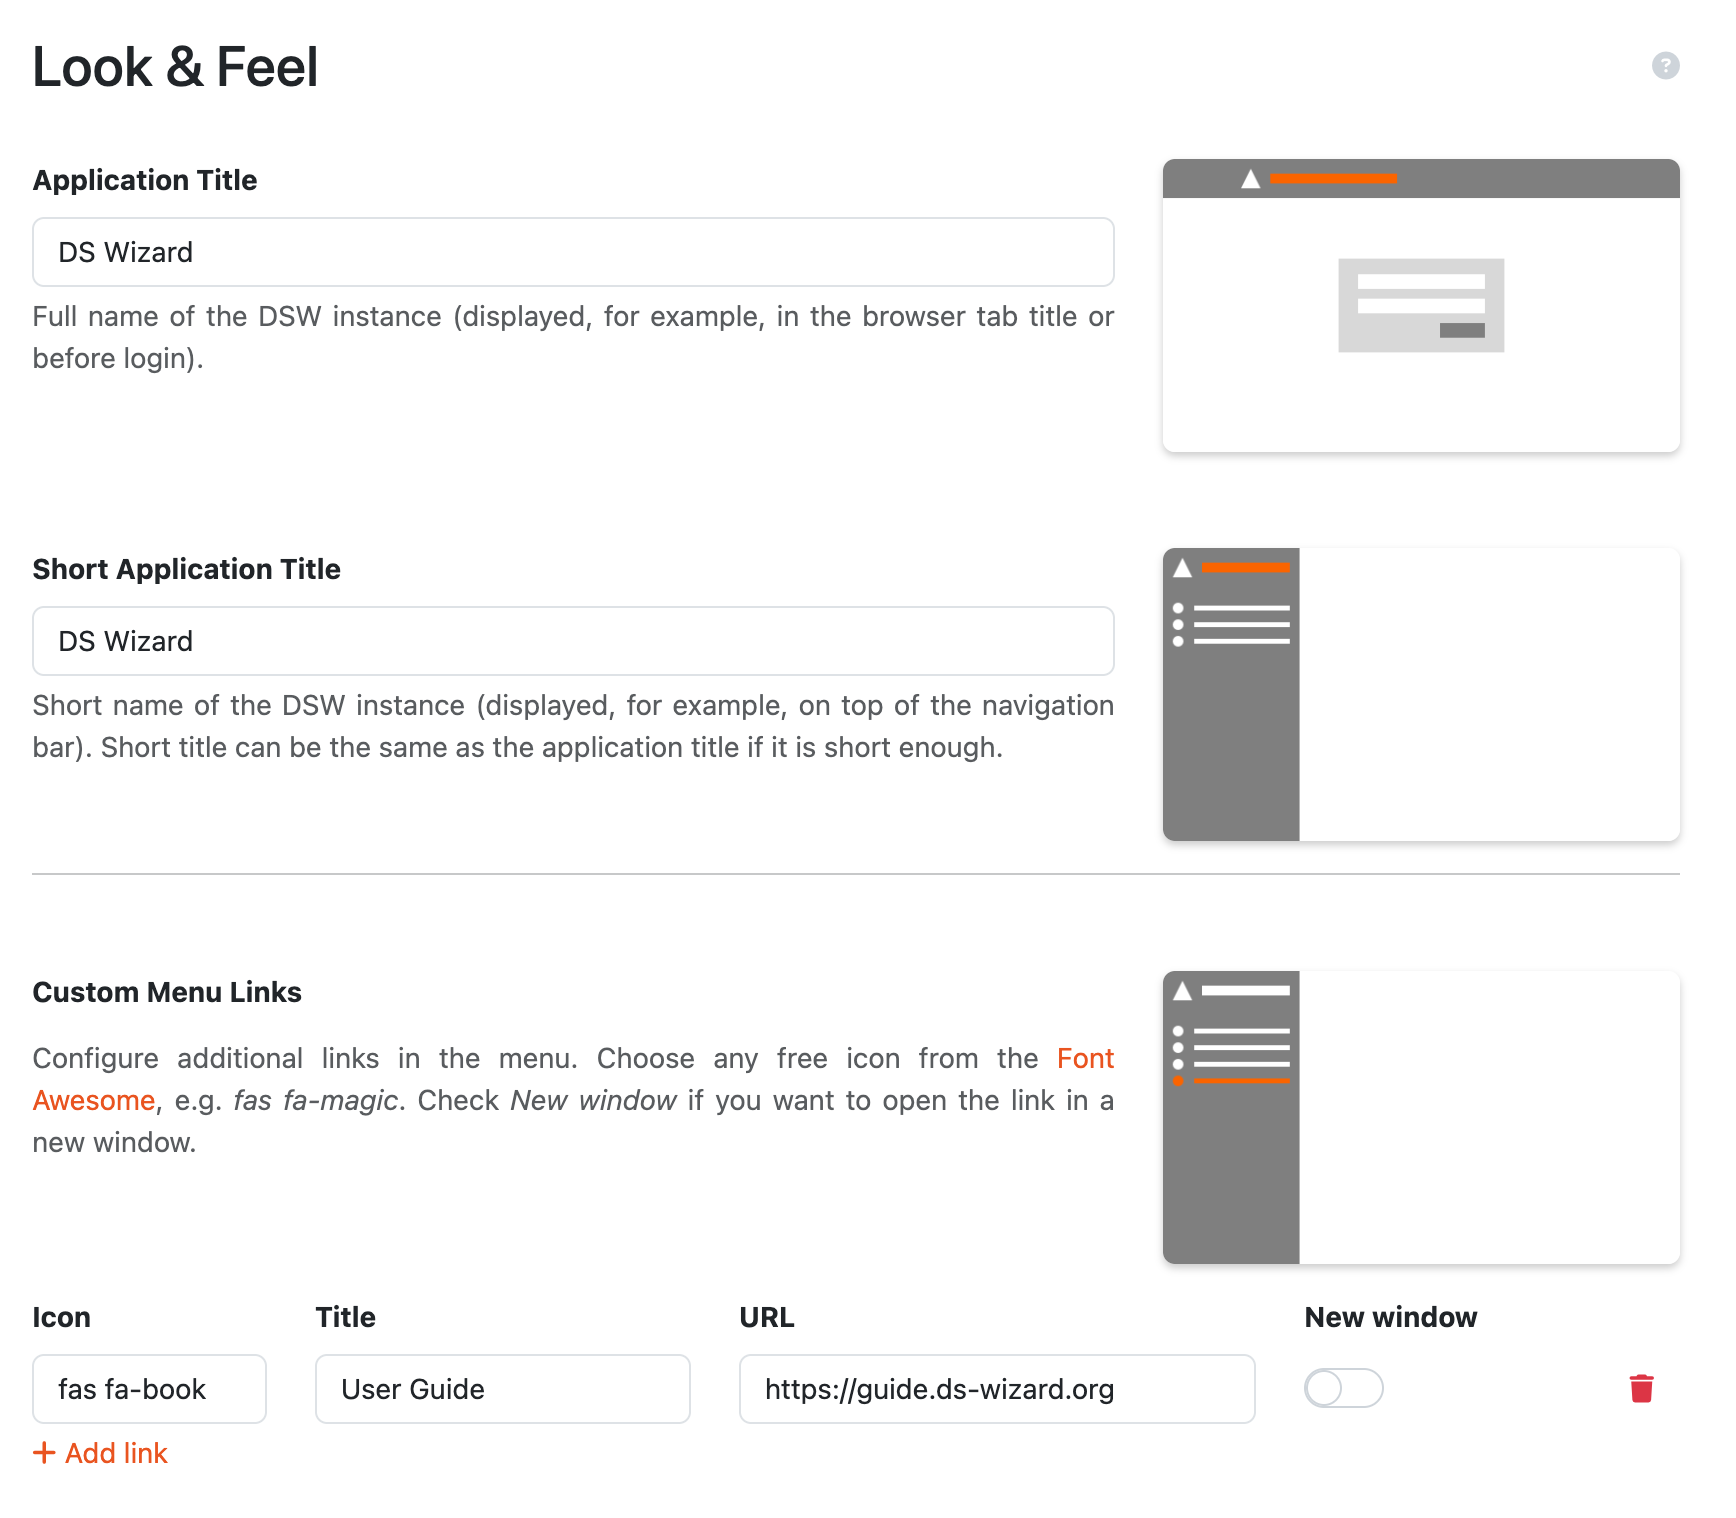 Look & Feel
?
Application Title
DS Wizard
Full name of the DSW instance (displayed, for example, in the browser tab title or
before login).
Short Application Title
DS Wizard
Short name of the DSW instance (displayed, for example, on top of the navigation
bar). Short title can be the same as the application title if it is short enough.
Custom Menu Links
Configure additional links in the menu. Choose any free icon from the Font
Awesome, e.g. fas fa-magic. Check New window if you want to open the link in a
new window.
Icon Title URL New window
fas fa-book User Guide https://guide.ds-wizard.org
+ Add link